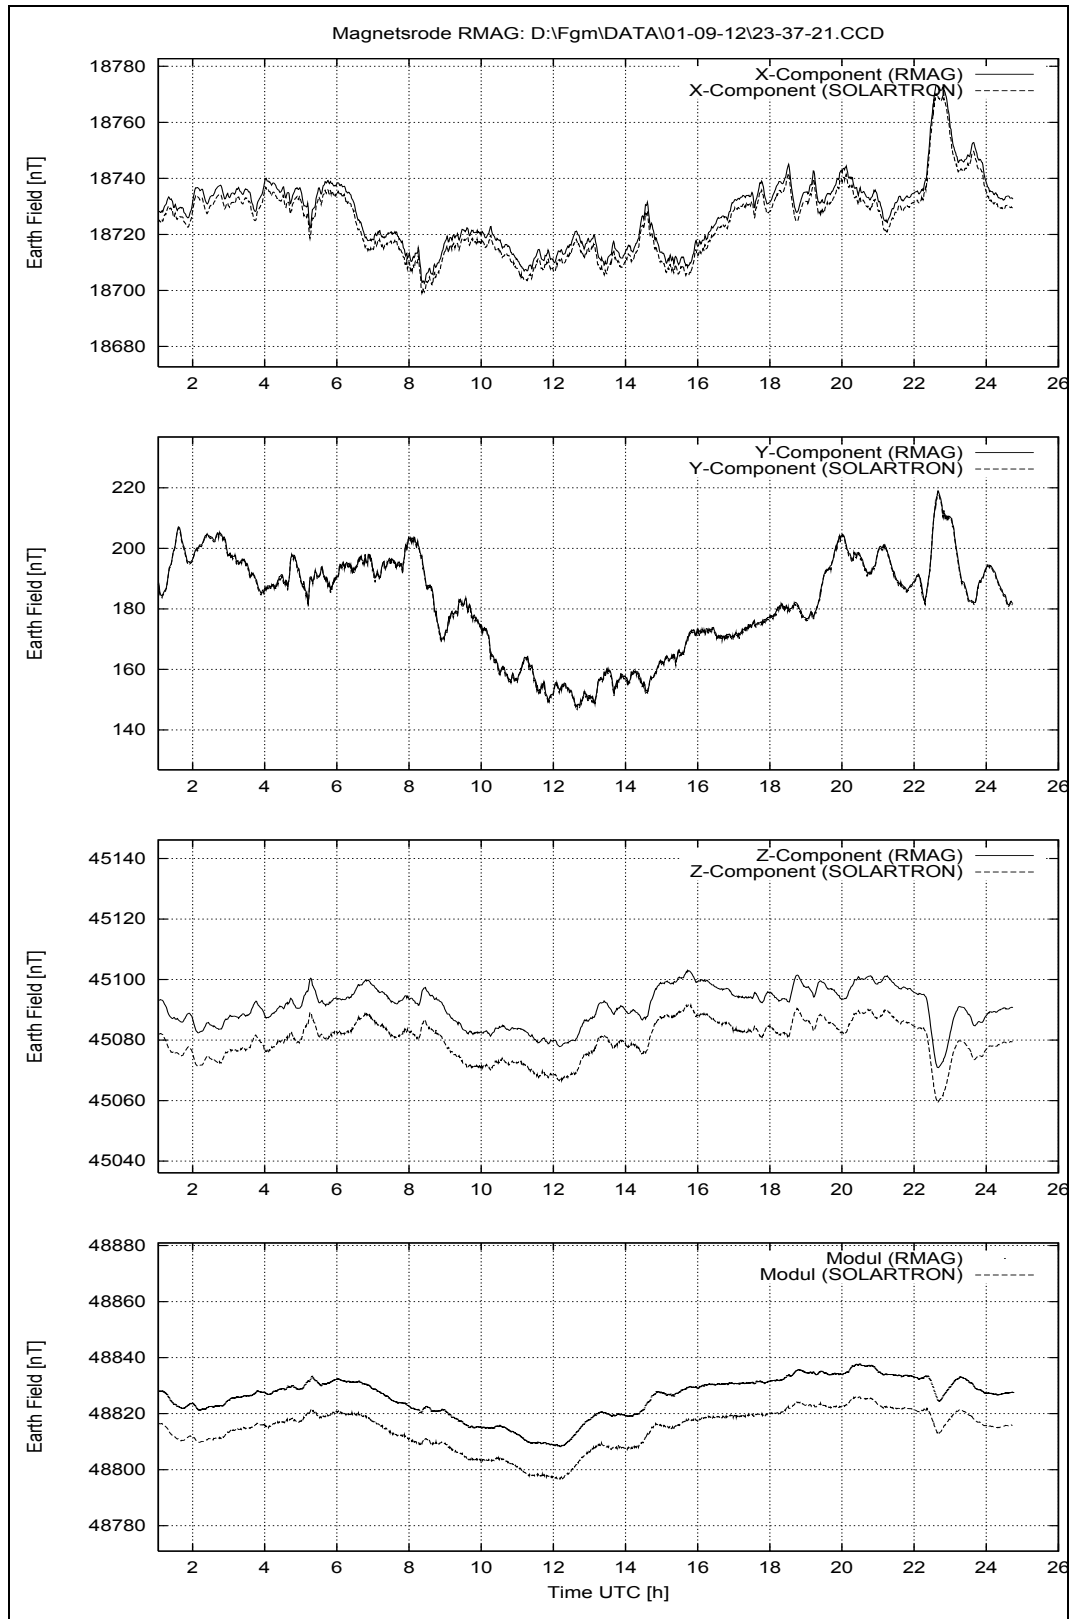 Magnetsrode RMAG: D:\Fgm\DATA\01-09-12\23-37-21.CCD
X-Component (RMAG)
X-Component (SOLARTRON)
Earth Field [nT]
18780
18760
18740
18720
18700
18680
2 4 6 8 10 12 14 16 18 20 22 24 26
Y-Component (RMAG)
Y-Component (SOLARTRON)
Earth Field [nT]
220
200
180
160
140
2 4 6 8 10 12 14 16 18 20 22 24 26
Z-Component (RMAG)
Z-Component (SOLARTRON)
Earth Field [nT]
45140
45120
45100
45080
45060
45040
2 4 6 8 10 12 14 16 18 20 22 24 26
Modul (RMAG)
Modul (SOLARTRON)
Earth Field [nT]
48880
48860
48840
48820
48800
48780
2 4 6 8 10 12 14 16 18 20 22 24 26
Time UTC [h]